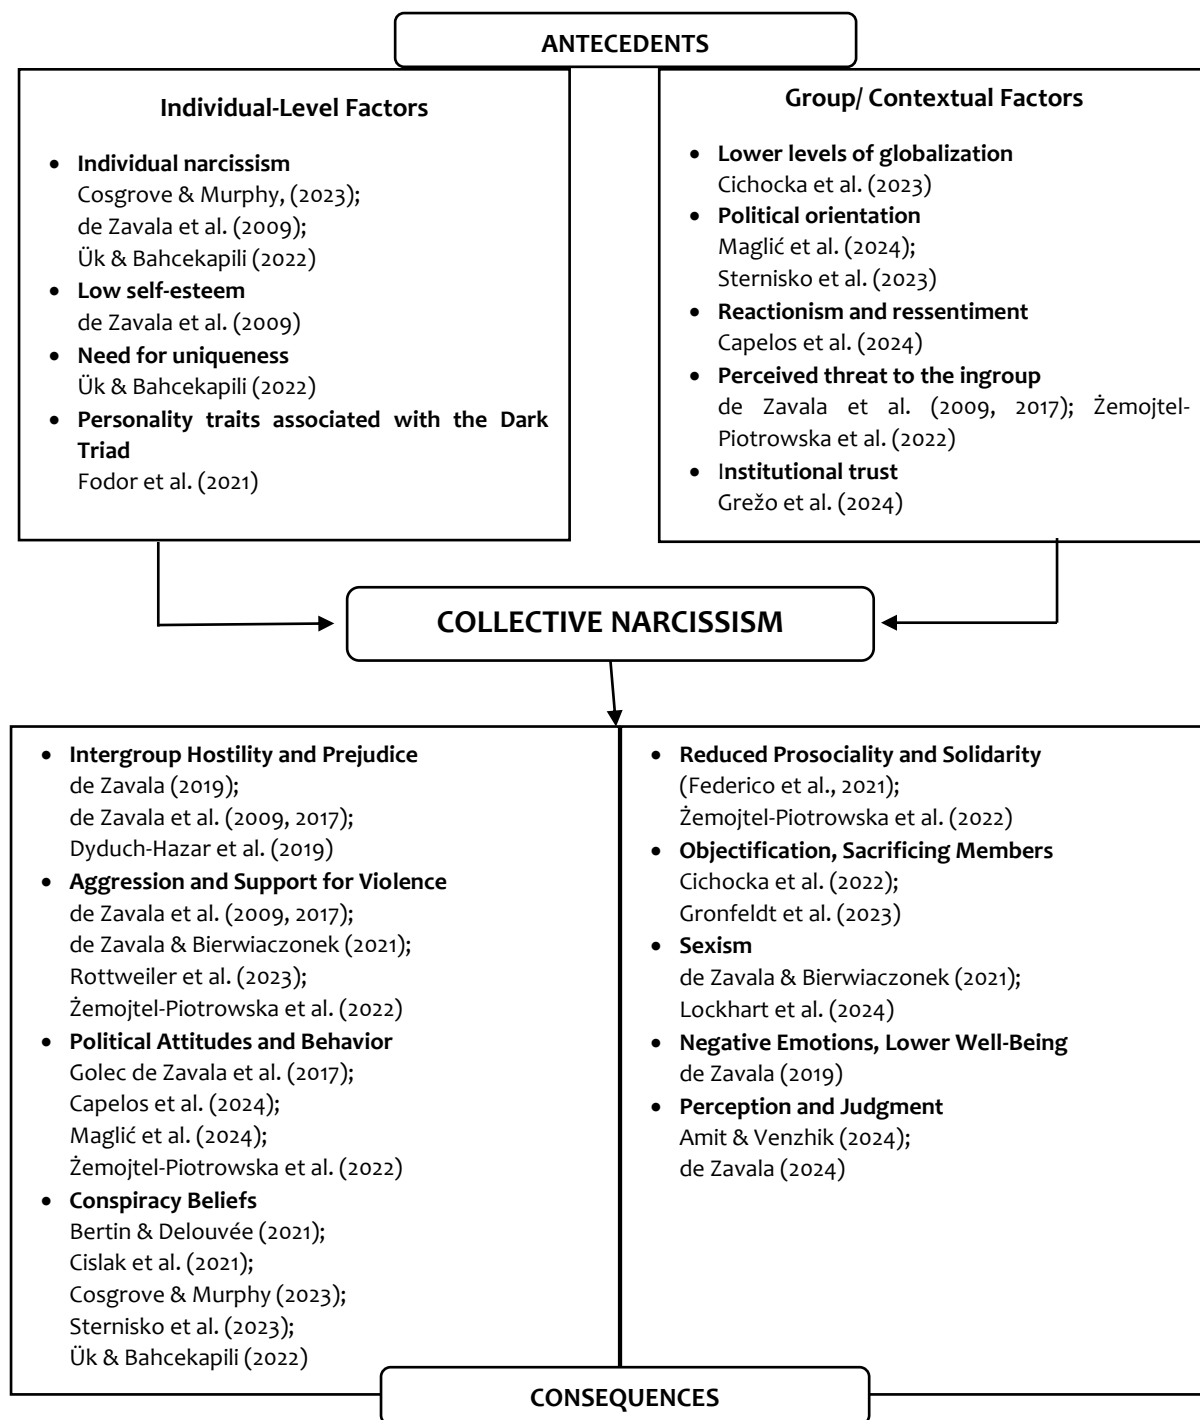 ANTECEDENTS
Individual-Level Factors
• Individual narcissism
Cosgrove & Murphy, (2023);
de Zavala et al. (2009);
Ük & Bahcekapili (2022)
• Low self-esteem
de Zavala et al. (2009)
• Need for uniqueness
Ük & Bahcekapili (2022)
• Personality traits associated with the Dark
Triad
Fodor et al. (2021)
Group/ Contextual Factors
• Lower levels of globalization
Cichocka et al. (2023)
• Political orientation
Maglić et al. (2024);
Sternisko et al. (2023)
• Reactionism and ressentiment
Capelos et al. (2024)
• Perceived threat to the ingroup
de Zavala et al. (2009, 2017); Żemojtel-
Piotrowska et al. (2022)
• Institutional trust
Grežo et al. (2024)
COLLECTIVE NARCISSISM
• Intergroup Hostility and Prejudice
de Zavala (2019);
de Zavala et al. (2009, 2017);
Dyduch-Hazar et al. (2019)
• Aggression and Support for Violence
de Zavala et al. (2009, 2017);
de Zavala & Bierwiaczonek (2021);
Rottweiler et al. (2023);
Żemojtel-Piotrowska et al. (2022)
• Political Attitudes and Behavior
Golec de Zavala et al. (2017);
Capelos et al. (2024);
Maglić et al. (2024);
Żemojtel-Piotrowska et al. (2022)
• Conspiracy Beliefs
Bertin & Delouvée (2021);
Cislak et al. (2021);
Cosgrove & Murphy (2023);
Sternisko et al. (2023);
Ük & Bahcekapili (2022)
• Reduced Prosociality and Solidarity
(Federico et al., 2021);
Żemojtel-Piotrowska et al. (2022)
• Objectification, Sacrificing Members
Cichocka et al. (2022);
Gronfeldt et al. (2023)
• Sexism
de Zavala & Bierwiaczonek (2021);
Lockhart et al. (2024)
• Negative Emotions, Lower Well-Being
de Zavala (2019)
• Perception and Judgment
Amit & Venzhik (2024);
de Zavala (2024)
CONSEQUENCES